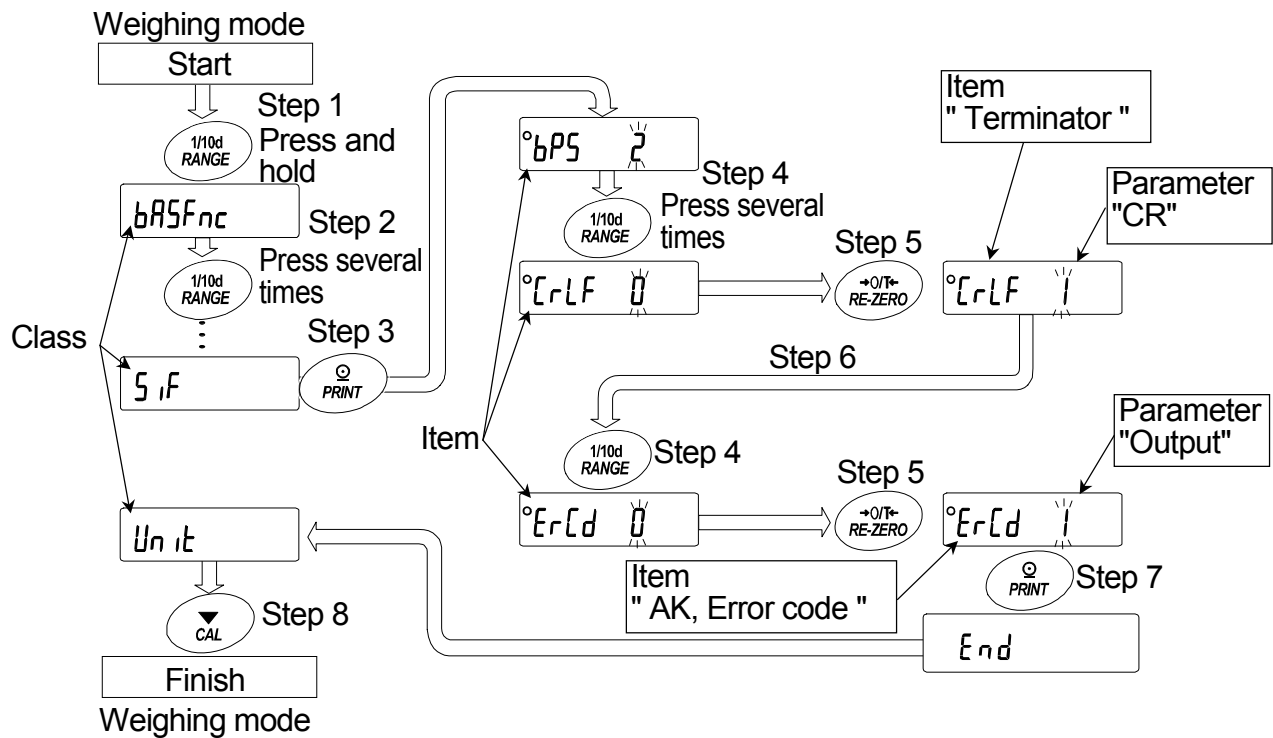 Weighing mode
Start
Step 1
Press and
hold
1/10d
RANGE
bASFnc
Step 2
Press several
times
1/10d
RANGE
Class
Step 3
SiF
PRINT
bPS 2
Step 4
Press several
times
1/10d
RANGE
Item
" Terminator "
Parameter
"CR"
CrLF 0
Step 5
→0/T←
RE-ZERO
CrLF 1
Step 6
Item
1/10d
RANGE
Step 4
Parameter
"Output"
ErCd 0
Step 5
→0/T←
RE-ZERO
ErCd 1
Item
" AK, Error code "
PRINT
Step 7
End
Unit
CAL
Step 8
Finish
Weighing mode